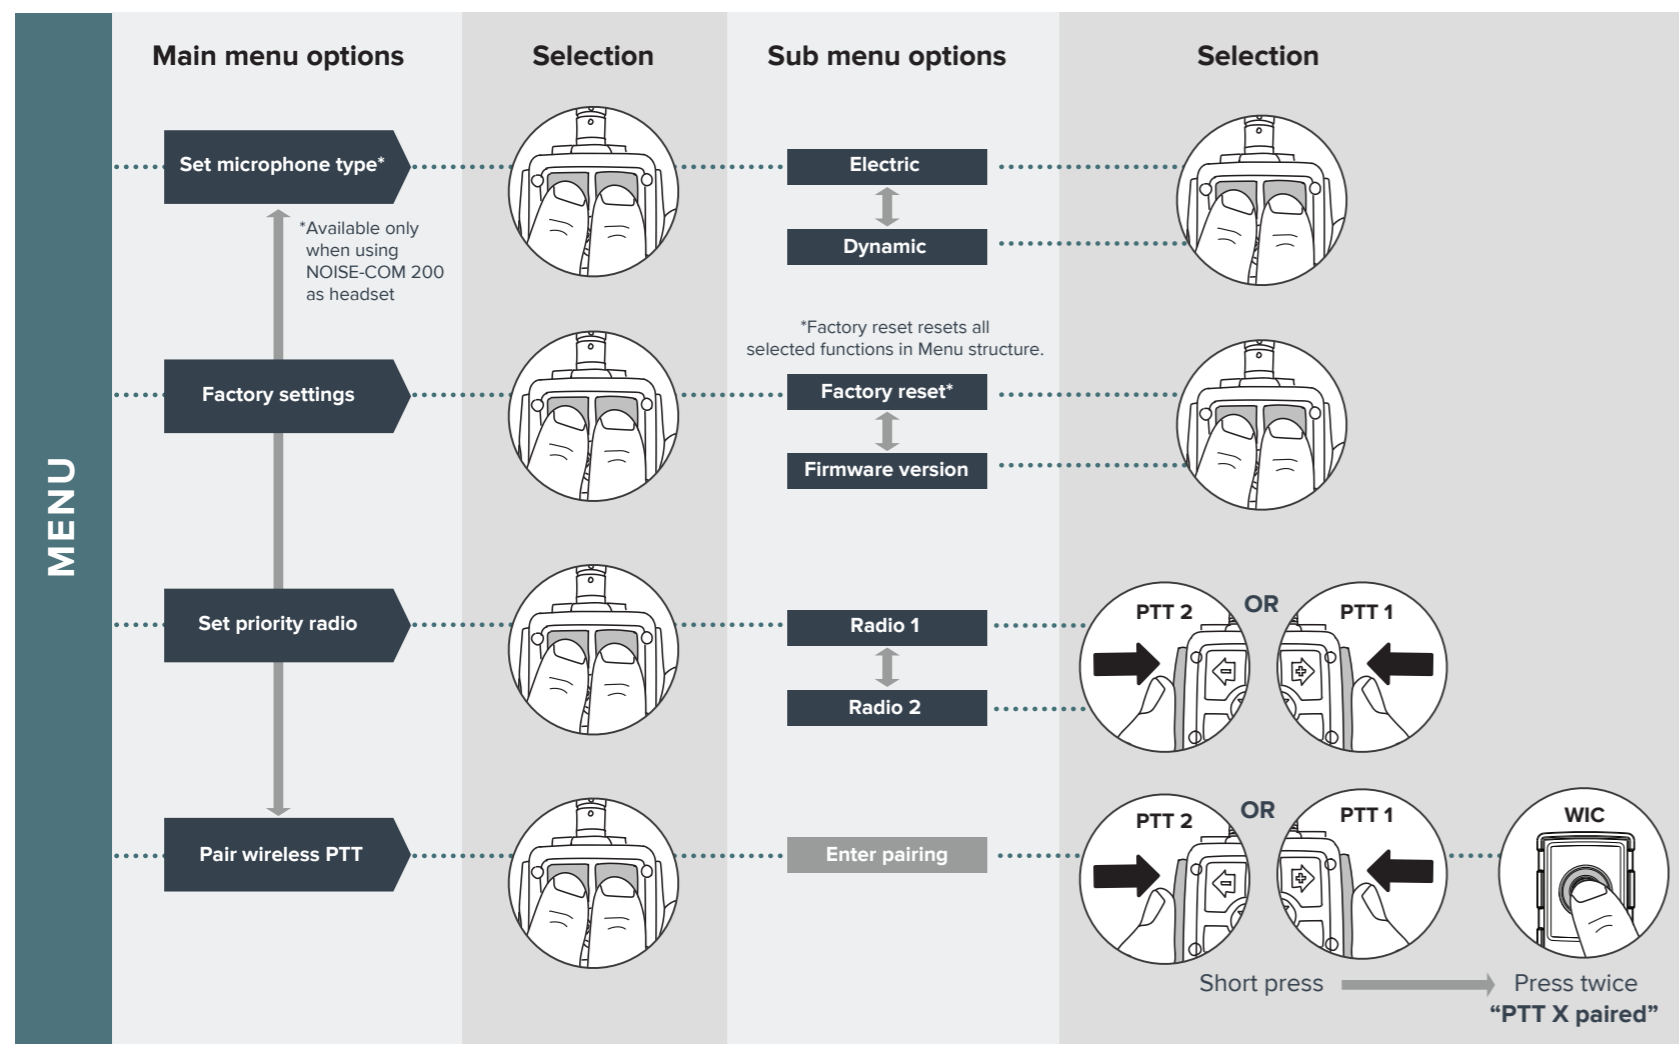 MENU
Main menu options
Selection
Sub menu options
Selection
Set microphone type*
Electric
Dynamic
*Available only
when using
NOISE-COM 200
as headset
*Factory reset resets all
selected functions in Menu structure.
Factory settings
Factory reset*
Firmware version
Set priority radio
Radio 1
Radio 2
PTT 2
OR
PTT 1
Pair wireless PTT
Enter pairing
PTT 2
OR
PTT 1
WIC
Short press
Press twice
“PTT X paired”